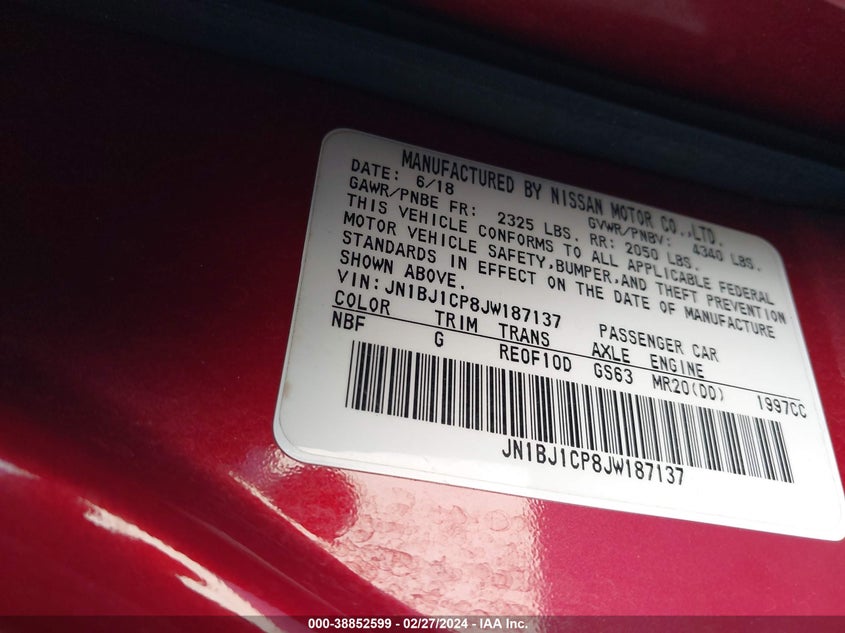 MANUFACTURED BY NISSAN MOTOR CO.,LTD.
DATE: 6/18 GVWR/PNBV: 4340 LBS.
GAWR/PNBE FR: 2325 LBS. RR: 2050 LBS.
THIS VEHICLE CONFORMS TO ALL APPLICABLE FEDERAL
MOTOR VEHICLE SAFETY,BUMPER,AND THEFT PREVENTION
STANDARDS IN EFFECT ON THE DATE OF MANUFACTURE
SHOWN ABOVE.
VIN:JN1BJ1CP8JW187137 PASSENGER CAR
COLOR TRIM TRANS AXLE ENGINE
NBF G RE0F10D GS63 MR20(DD) 1997CC
JN1BJ1CP8JW187137
000-38852599 / 02/27/2024 - IAA Inc.